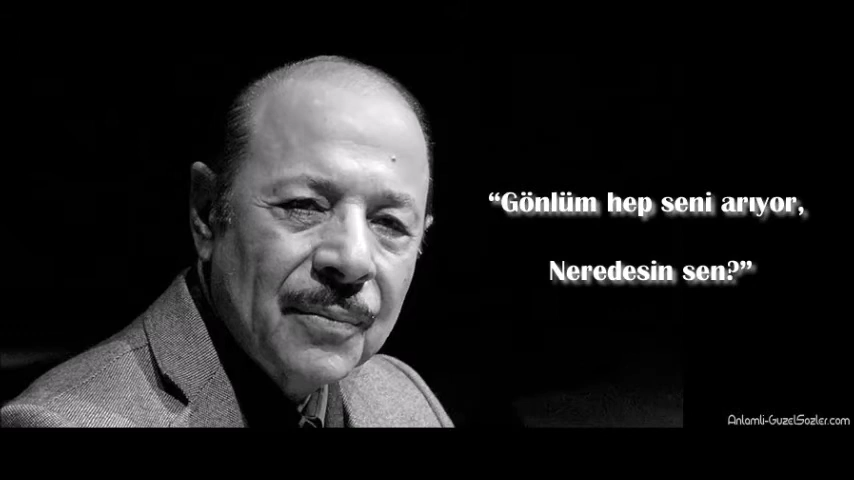 “Gönlüm hep seni arıyor,
Neredesin sen?”
Anlamli-GuzelSozler.com